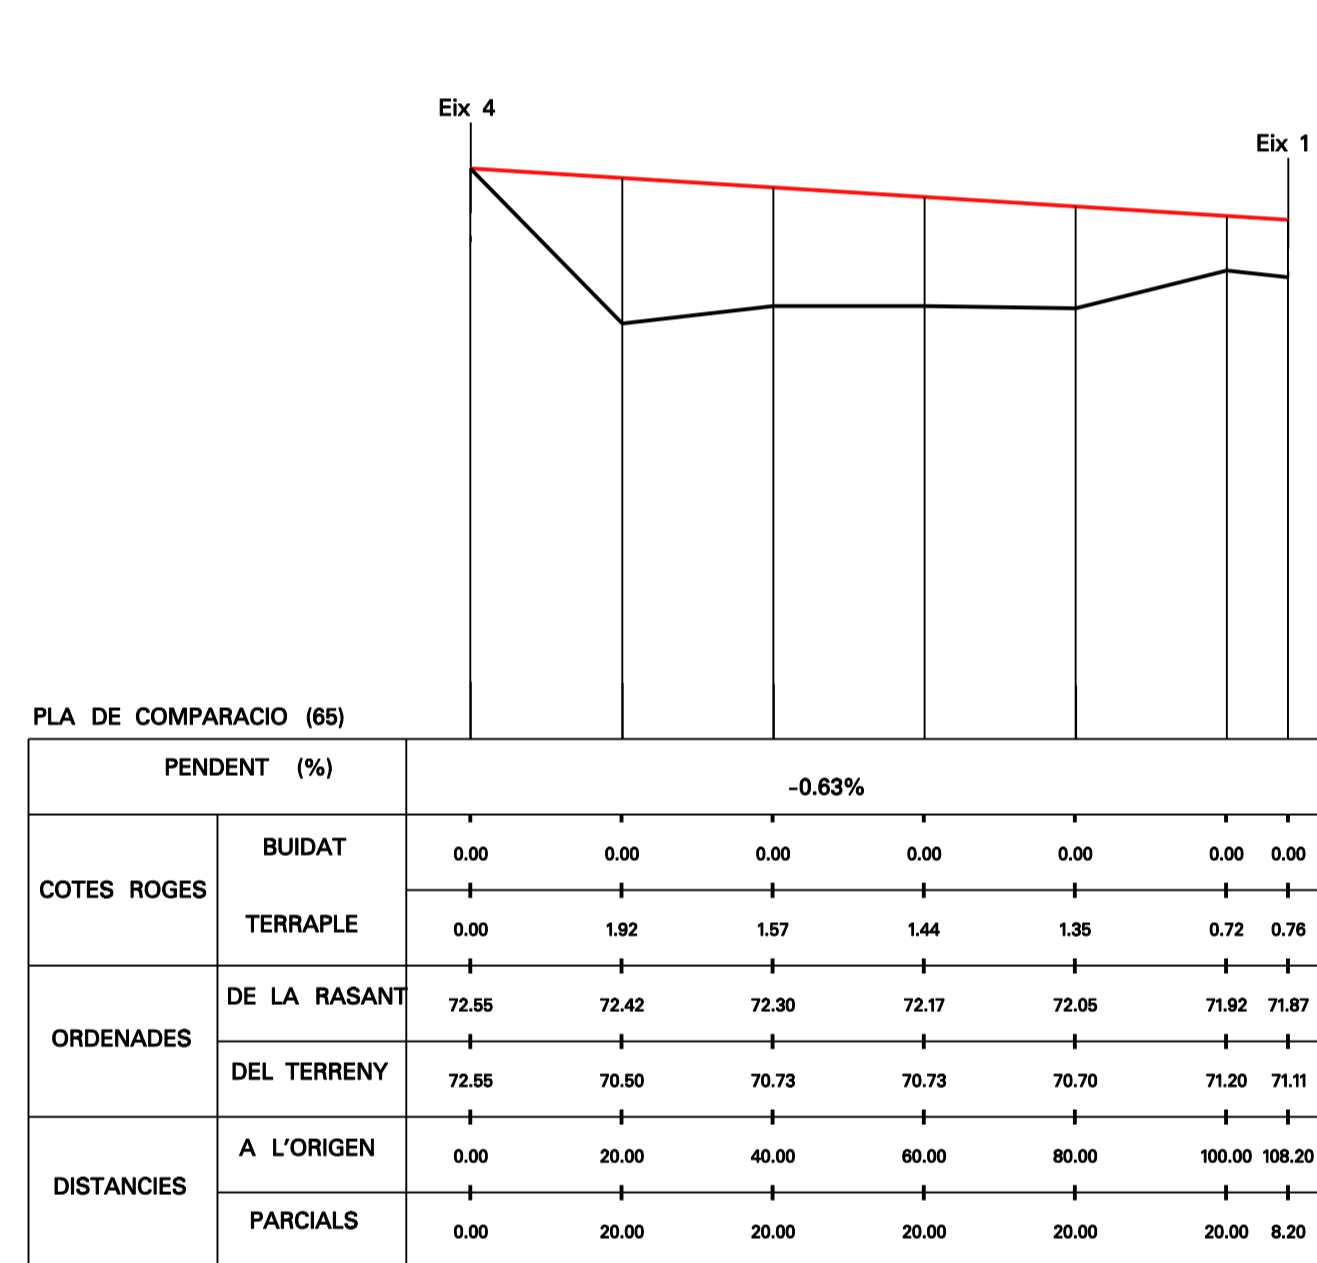 Eix 4
Eix 1
PLA DE COMPARACIO (65)
PENDENT (%)
-0.63%
COTES ROGES
BUIDAT
0.00 0.00 0.00 0.00 0.00 0.00 0.00
TERRAPLE
0.00 1.92 1.57 1.44 1.35 0.72 0.76
ORDENADES
DE LA RASANT
72.55 72.42 72.30 72.17 72.05 71.92 71.87
DEL TERRENY
72.55 70.50 70.73 70.73 70.70 71.20 71.11
DISTANCIES
A L'ORIGEN
0.00 20.00 40.00 60.00 80.00 100.00 108.20
PARCIALS
0.00 20.00 20.00 20.00 20.00 20.00 8.20